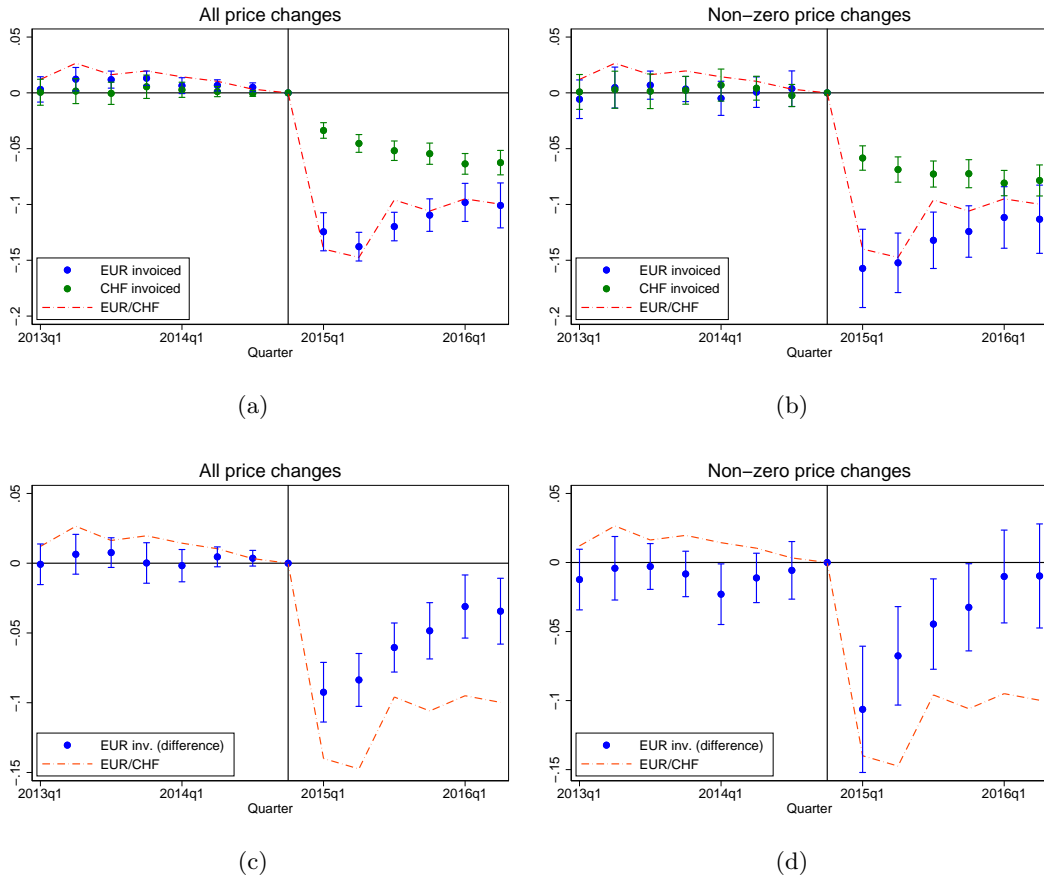 All price changes
.05
0
-.05
-.1
-.15
-.2
EUR invoiced
CHF invoiced
EUR/CHF
2013q1 2014q1 2015q1 2016q1
Quarter
(a)
Non-zero price changes
.05
0
-.05
-.1
-.15
-.2
EUR invoiced
CHF invoiced
EUR/CHF
2013q1 2014q1 2015q1 2016q1
Quarter
(b)
All price changes
.05
0
-.05
-.1
-.15
EUR inv. (difference)
EUR/CHF
2013q1 2014q1 2015q1 2016q1
Quarter
(c)
Non-zero price changes
.05
0
-.05
-.1
-.15
EUR inv. (difference)
EUR/CHF
2013q1 2014q1 2015q1 2016q1
Quarter
(d)